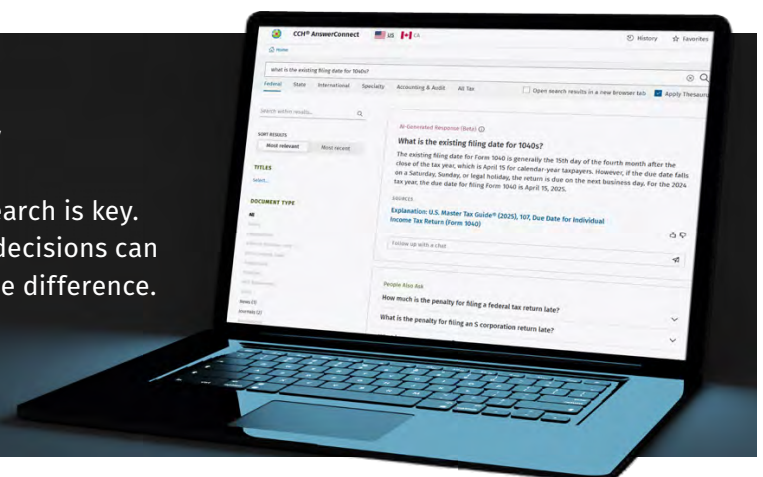 earch is key.
decisions can
e difference.
CCH® AnswerConnect US CA History Favorites
Home
what is the existing filing date for 1040s?
Federal State International Specialty Accounting & Audit All Tax Open search results in a new browser tab Apply Thesaurus
Search within results...
SORT RESULTS
Most relevant Most recent
TITLES
Select...
DOCUMENT TYPE
All
News (1)
Journals (2)
AI-Generated Response (Beta)
What is the existing filing date for 1040s?
The existing filing date for Form 1040 is generally the 15th day of the fourth month after the
close of the tax year, which is April 15 for calendar-year taxpayers. However, if the due date falls
on a Saturday, Sunday, or legal holiday, the return is due on the next business day. For the 2024
tax year, the due date for filing Form 1040 is April 15, 2025.
SOURCES
Explanation: U.S. Master Tax Guide® (2025), 107, Due Date for Individual
Income Tax Return (Form 1040)
Follow up with a chat
People Also Ask
How much is the penalty for filing a federal tax return late?
What is the penalty for filing an S corporation return late?